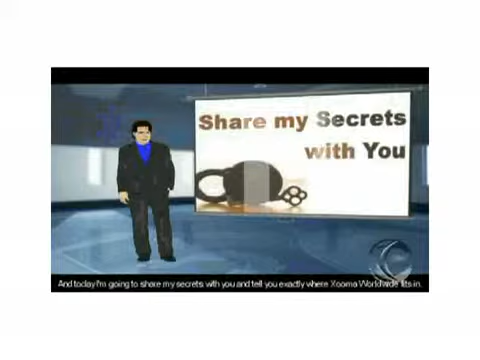 Share my Secrets
with You
And today I'm going to share my secrets with you and tell you exactly where Xooma Worldwide fits in.